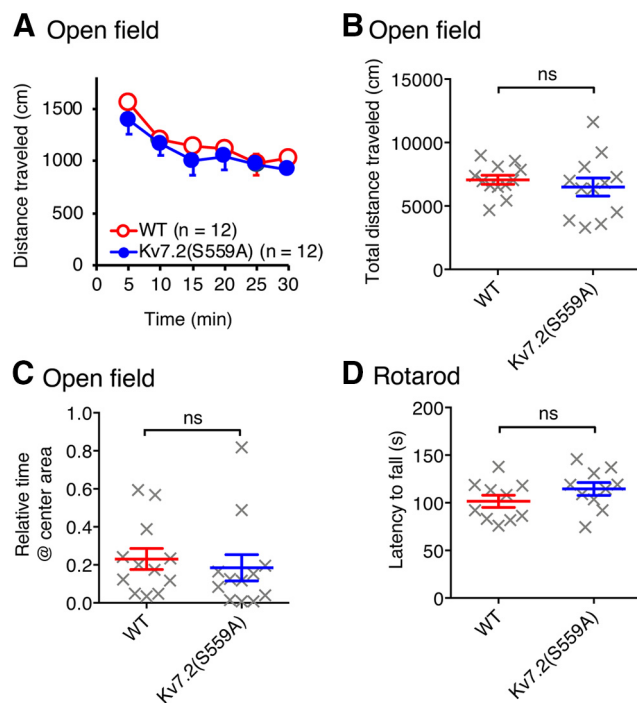 A Open field
Distance traveled (cm)
1500
1000
500
0
WT (n = 12)
Kv7.2(S559A) (n = 12)
0 5 10 15 20 25 30
Time (min)
B Open field
Total distance traveled (cm)
15000
10000
5000
0
ns
WT
Kv7.2(S559A)
C Open field
Relative time
@ center area
1.0
0.8
0.6
0.4
0.2
0.0
ns
WT
Kv7.2(S559A)
D Rotarod
Latency to fall (s)
200
150
100
50
0
ns
WT
Kv7.2(S559A)